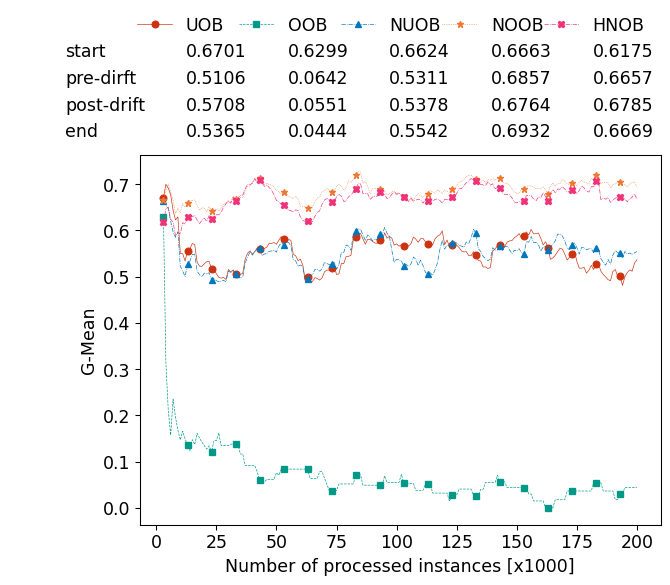 UOB OOB NUOB NOOB HNOB
start 0.6701 0.6299 0.6624 0.6663 0.6175
pre-dirft 0.5106 0.0642 0.5311 0.6857 0.6657
post-drift 0.5708 0.0551 0.5378 0.6764 0.6785
end 0.5365 0.0444 0.5542 0.6932 0.6669
0.7
0.6
0.5
0.4
0.3
0.2
0.1
0.0
G-Mean
0 25 50 75 100 125 150 175 200
Number of processed instances [x1000]